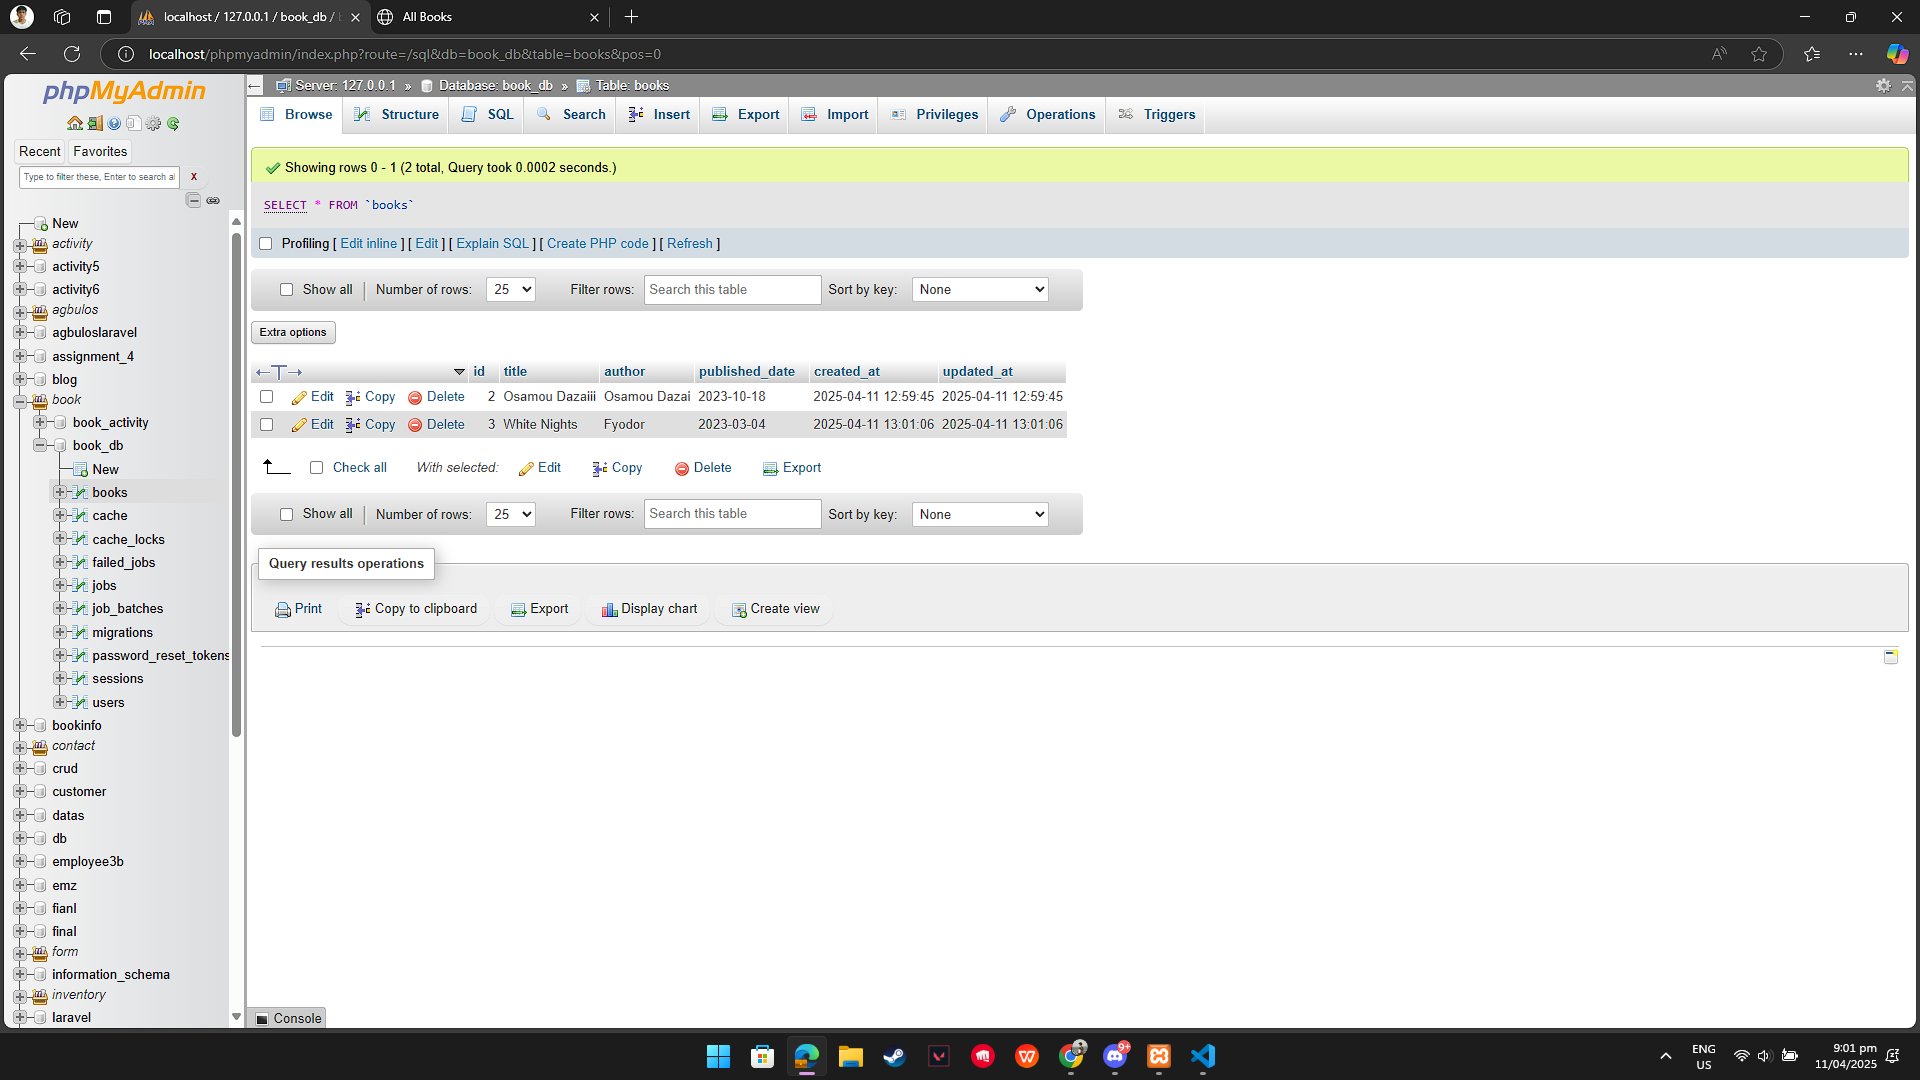 localhost / 127.0.0.1 / book_db / b
All Books
localhost/phpmyadmin/index.php?route=/sql&db=book_db&table=books&pos=0
phpMyAdmin
Server: 127.0.0.1 » Database: book_db » Table: books
Browse Structure SQL Search Insert Export Import Privileges Operations Triggers
Recent Favorites
Type to filter these, Enter to search al X
New
activity
activity5
activity6
agbulos
agbuloslaravel
assignment_4
blog
book
book_activity
book_db
New
books
cache
cache_locks
failed_jobs
jobs
job_batches
migrations
password_reset_tokens
sessions
users
bookinfo
contact
crud
customer
datas
db
employee3b
emz
fianl
final
form
information_schema
inventory
laravel
Showing rows 0 - 1 (2 total, Query took 0.0002 seconds.)
SELECT * FROM `books`
Profiling [ Edit inline ] [ Edit ] [ Explain SQL ] [ Create PHP code ] [ Refresh ]
Show all Number of rows: 25 Filter rows: Search this table Sort by key: None
Extra options
id title author published_date created_at updated_at
Edit Copy Delete 2 Osamou Dazaiii Osamou Dazai 2023-10-18 2025-04-11 12:59:45 2025-04-11 12:59:45
Edit Copy Delete 3 White Nights Fyodor 2023-03-04 2025-04-11 13:01:06 2025-04-11 13:01:06
Check all With selected: Edit Copy Delete Export
Show all Number of rows: 25 Filter rows: Search this table Sort by key: None
Query results operations
Print Copy to clipboard Export Display chart Create view
Console
9+
ENG
US
9:01 pm
11/04/2025